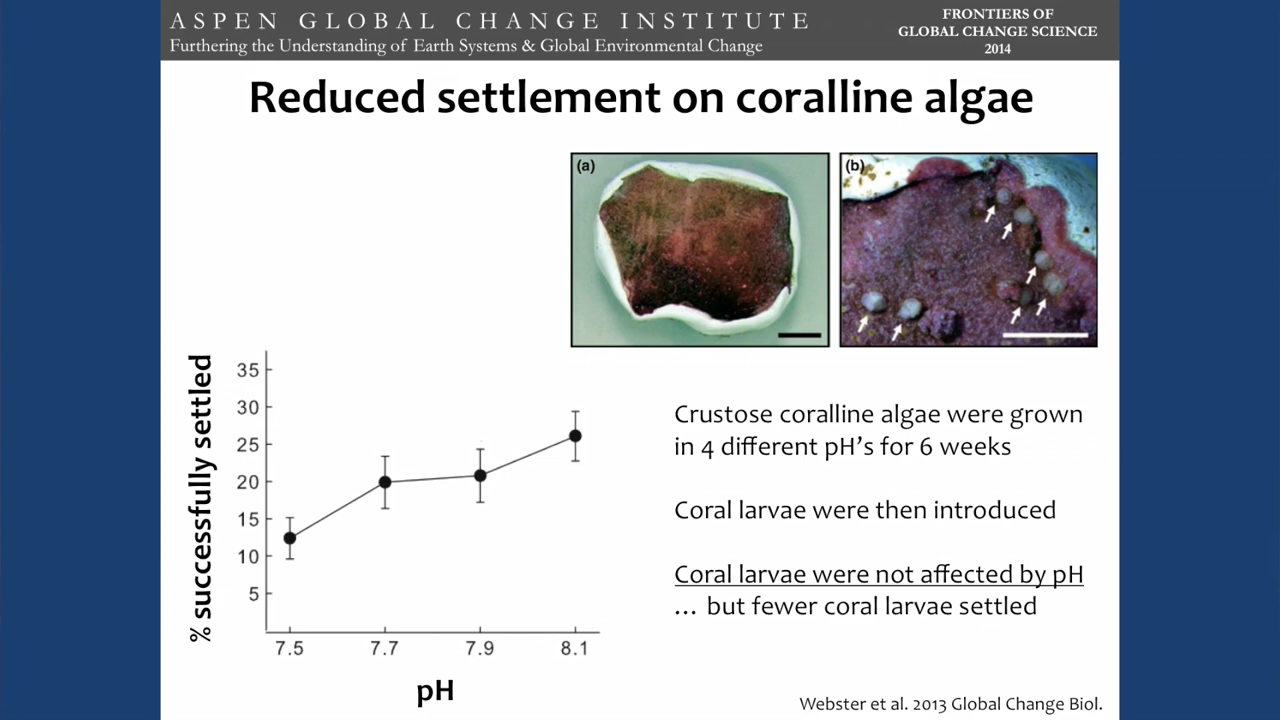 ASPEN GLOBAL CHANGE INSTITUTE
Furthering the Understanding of Earth Systems & Global Environmental Change
FRONTIERS OF
GLOBAL CHANGE SCIENCE
2014
Reduced settlement on coralline algae
(a)
(b)
% successfully settled
35
30
25
20
15
10
5
7.5
7.7
7.9
8.1
pH
Crustose coralline algae were grown
in 4 different pH's for 6 weeks
Coral larvae were then introduced
Coral larvae were not affected by pH
... but fewer coral larvae settled
Webster et al. 2013 Global Change Biol.